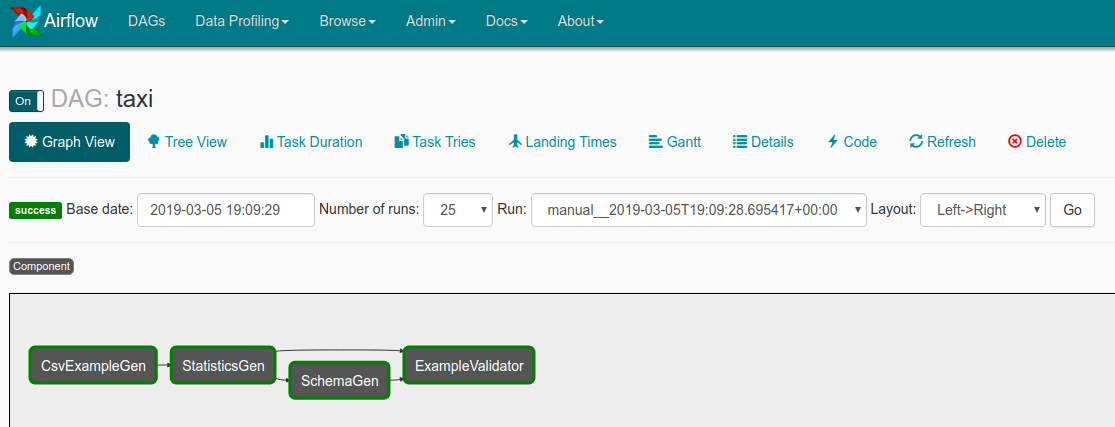 Airflow DAGs Data Profiling Browse Admin Docs About
On DAG: taxi
Graph View Tree View Task Duration Task Tries Landing Times Gantt Details Code Refresh Delete
success Base date: 2019-03-05 19:09:29 Number of runs: 25 Run: manual__2019-03-05T19:09:28.695417+00:00 Layout: Left->Right Go
Component
CsvExampleGen StatisticsGen ExampleValidator
SchemaGen